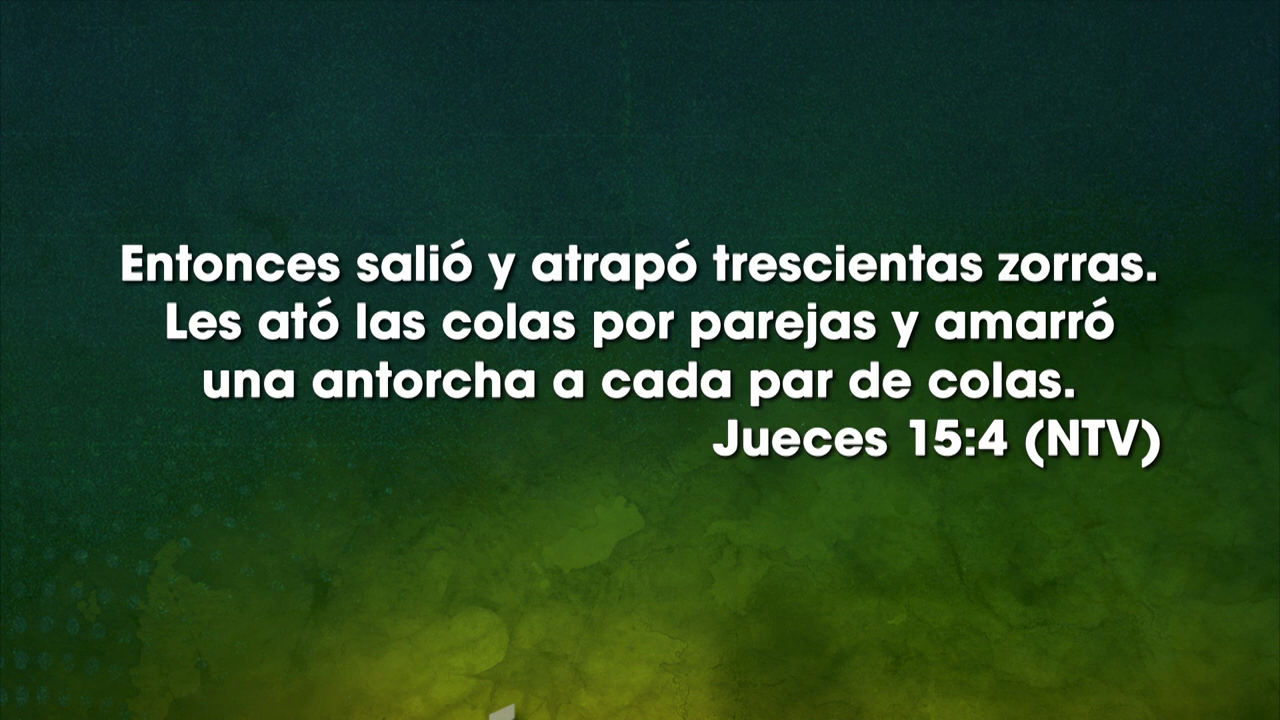 Entonces salió y atrapó trescientas zorras.
Les ató las colas por parejas y amarró
una antorcha a cada par de colas.
Jueces 15:4 (NTV)